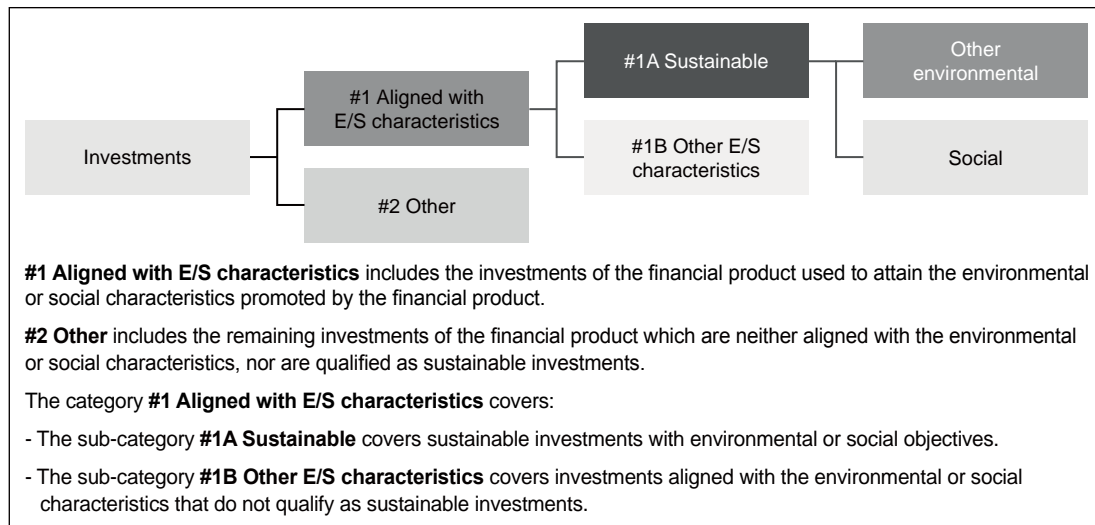 #1A Sustainable
Other
environmental
#1 Aligned with
E/S characteristics
Investments
#1B Other E/S
characteristics
Social
#2 Other
#1 Aligned with E/S characteristics includes the investments of the financial product used to attain the environmental
or social characteristics promoted by the financial product.
#2 Other includes the remaining investments of the financial product which are neither aligned with the environmental
or social characteristics, nor are qualified as sustainable investments.
The category #1 Aligned with E/S characteristics covers:
- The sub-category #1A Sustainable covers sustainable investments with environmental or social objectives.
- The sub-category #1B Other E/S characteristics covers investments aligned with the environmental or social
characteristics that do not qualify as sustainable investments.